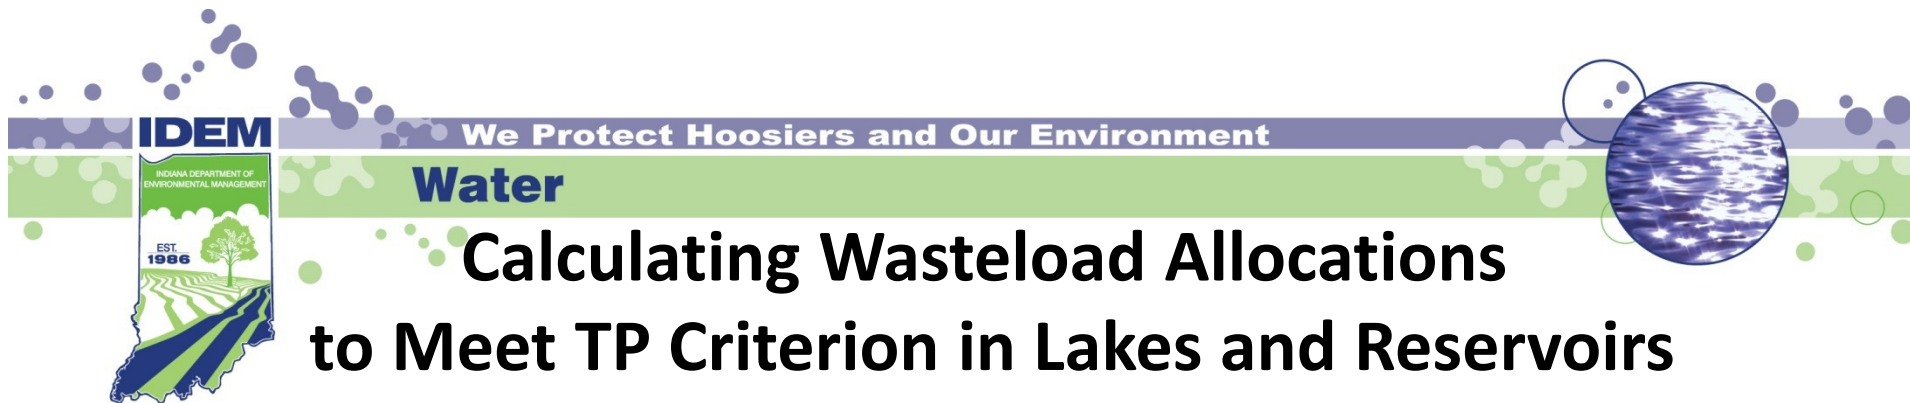 IDEM
We Protect Hoosiers and Our Environment
INDIANA DEPARTMENT OF
ENVIRONMENTAL MANAGEMENT
Water
EST.
1986
Calculating Wasteload Allocations
to Meet TP Criterion in Lakes and Reservoirs